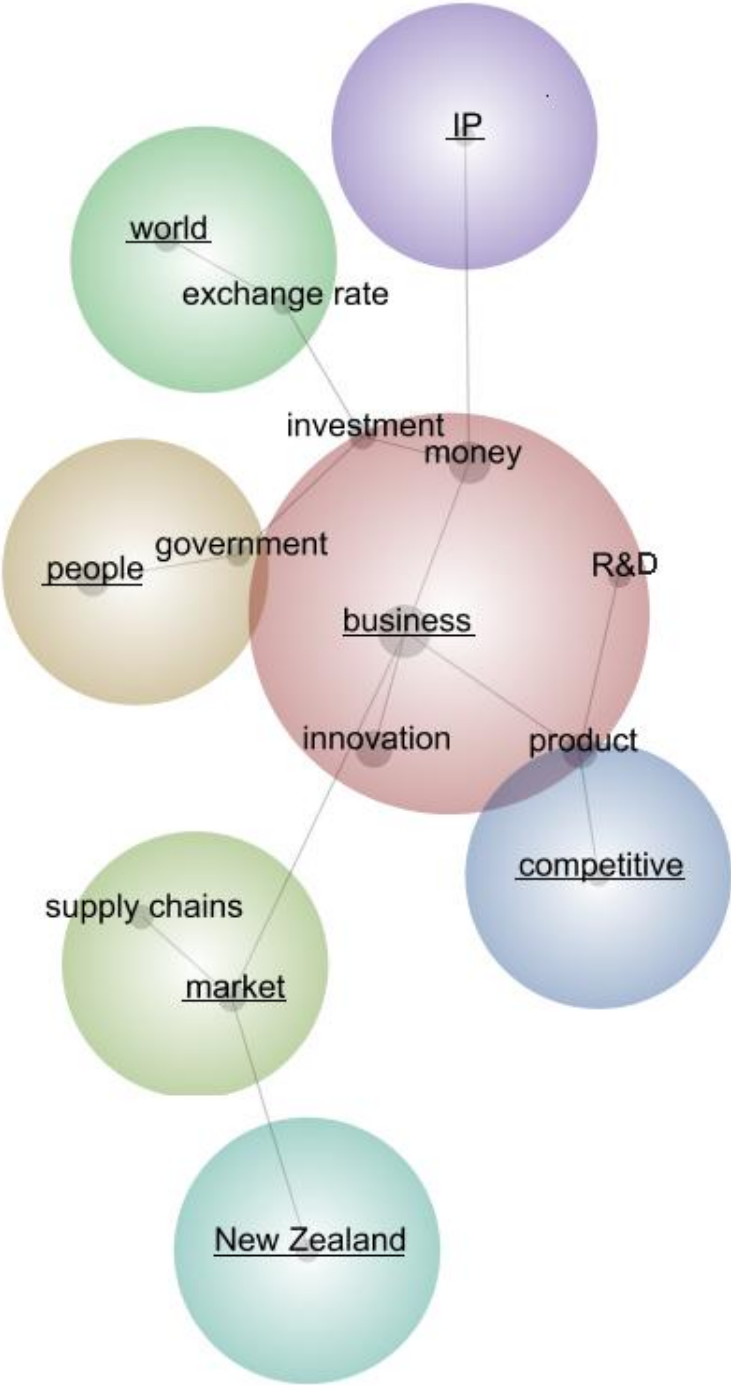 IP
world
exchange rate
investment
money
government
people
R&D
business
innovation
product
competitive
supply chains
market
New Zealand